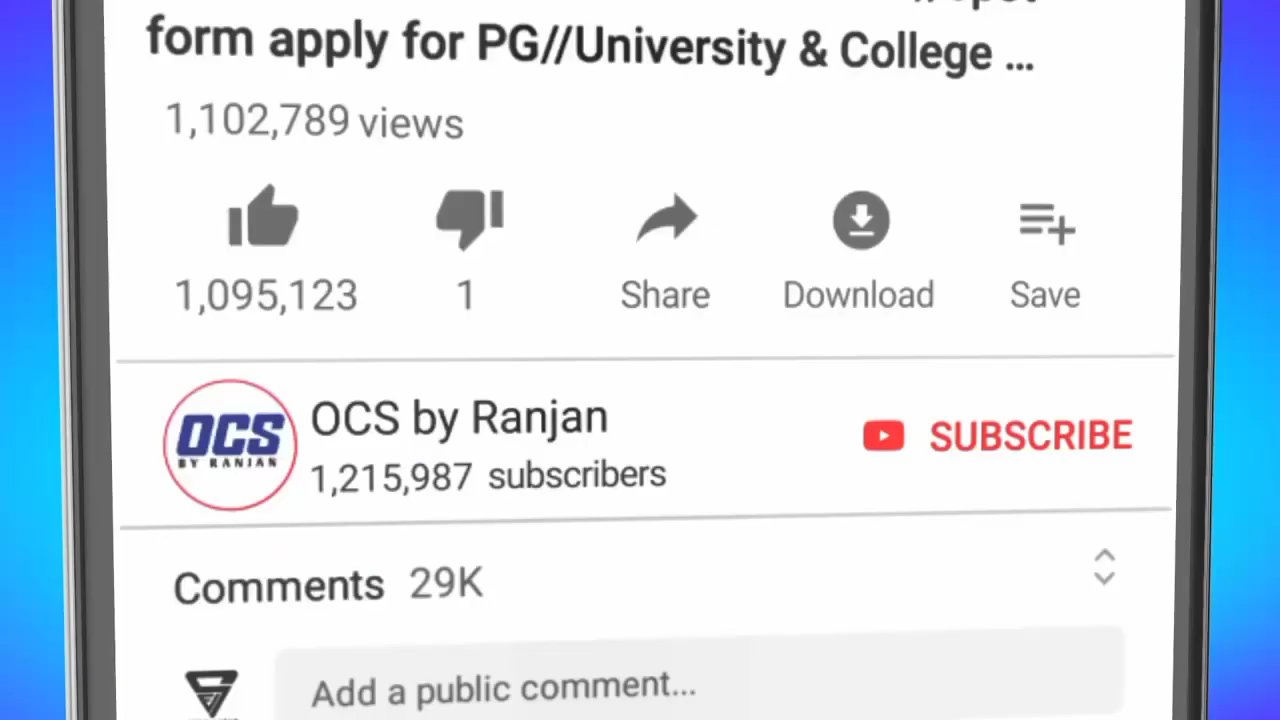 form apply for PG//University & College ...
1,102,789 views
1,095,123
1
Share
Download
Save
OCS
BY RANJAN
OCS by Ranjan
1,215,987 subscribers
SUBSCRIBE
Comments 29K
Add a public comment...